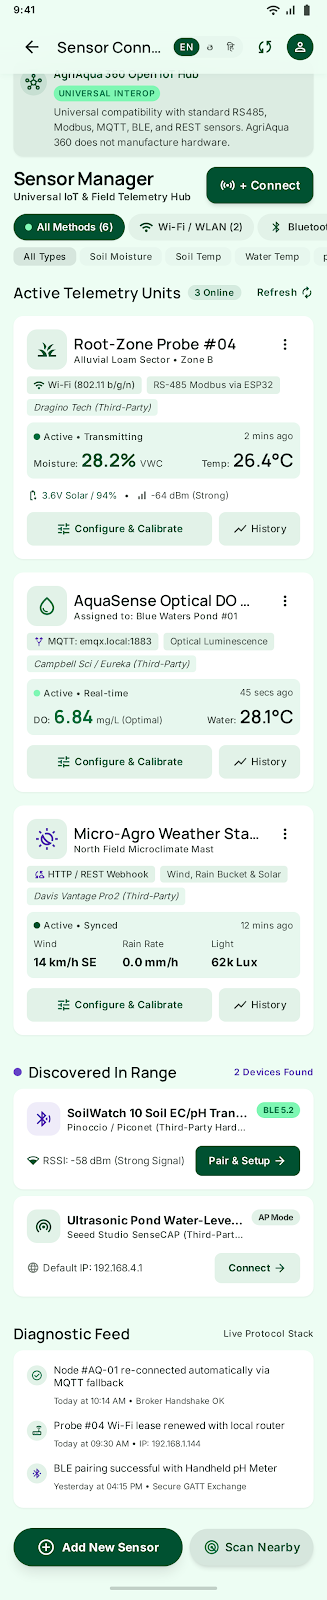 9:41
Sensor Conn...
EN
अ
हि
AgriAqua 360 Open IoT Hub
UNIVERSAL INTEROP
Universal compatibility with standard RS485,
Modbus, MQTT, BLE, and REST sensors. AgriAqua
360 does not manufacture hardware.
Sensor Manager
Universal IoT & Field Telemetry Hub
+ Connect
All Methods (6)
Wi-Fi / WLAN (2)
Bluetoot
All Types
Soil Moisture
Soil Temp
Water Temp
Active Telemetry Units
3 Online
Refresh
Root-Zone Probe #04
Alluvial Loam Sector • Zone B
Wi-Fi (802.11 b/g/n)
RS-485 Modbus via ESP32
Dragino Tech (Third-Party)
Active • Transmitting
2 mins ago
Moisture: 28.2% VWC
Temp: 26.4°C
3.6V Solar / 94% • -64 dBm (Strong)
Configure & Calibrate
History
AquaSense Optical DO ...
Assigned to: Blue Waters Pond #01
MQTT: emqx.local:1883
Optical Luminescence
Campbell Sci / Eureka (Third-Party)
Active • Real-time
45 secs ago
DO: 6.84 mg/L (Optimal)
Water: 28.1°C
Configure & Calibrate
History
Micro-Agro Weather Sta...
North Field Microclimate Mast
HTTP / REST Webhook
Wind, Rain Bucket & Solar
Davis Vantage Pro2 (Third-Party)
Active • Synced
12 mins ago
Wind
Rain Rate
Light
14 km/h SE
0.0 mm/h
62k Lux
Configure & Calibrate
History
Discovered In Range
2 Devices Found
SoilWatch 10 Soil EC/pH Tran...
BLE 5.2
Pinoccio / Piconet (Third-Party Hard...
RSSI: -58 dBm (Strong Signal)
Pair & Setup →
Ultrasonic Pond Water-Leve...
AP Mode
Seeed Studio SenseCAP (Third-Part...
Default IP: 192.168.4.1
Connect →
Diagnostic Feed
Live Protocol Stack
Node #AQ-01 re-connected automatically via
MQTT fallback
Today at 10:14 AM • Broker Handshake OK
Probe #04 Wi-Fi lease renewed with local router
Today at 09:30 AM • IP: 192.168.1.144
BLE pairing successful with Handheld pH Meter
Yesterday at 04:15 PM • Secure GATT Exchange
Add New Sensor
Scan Nearby